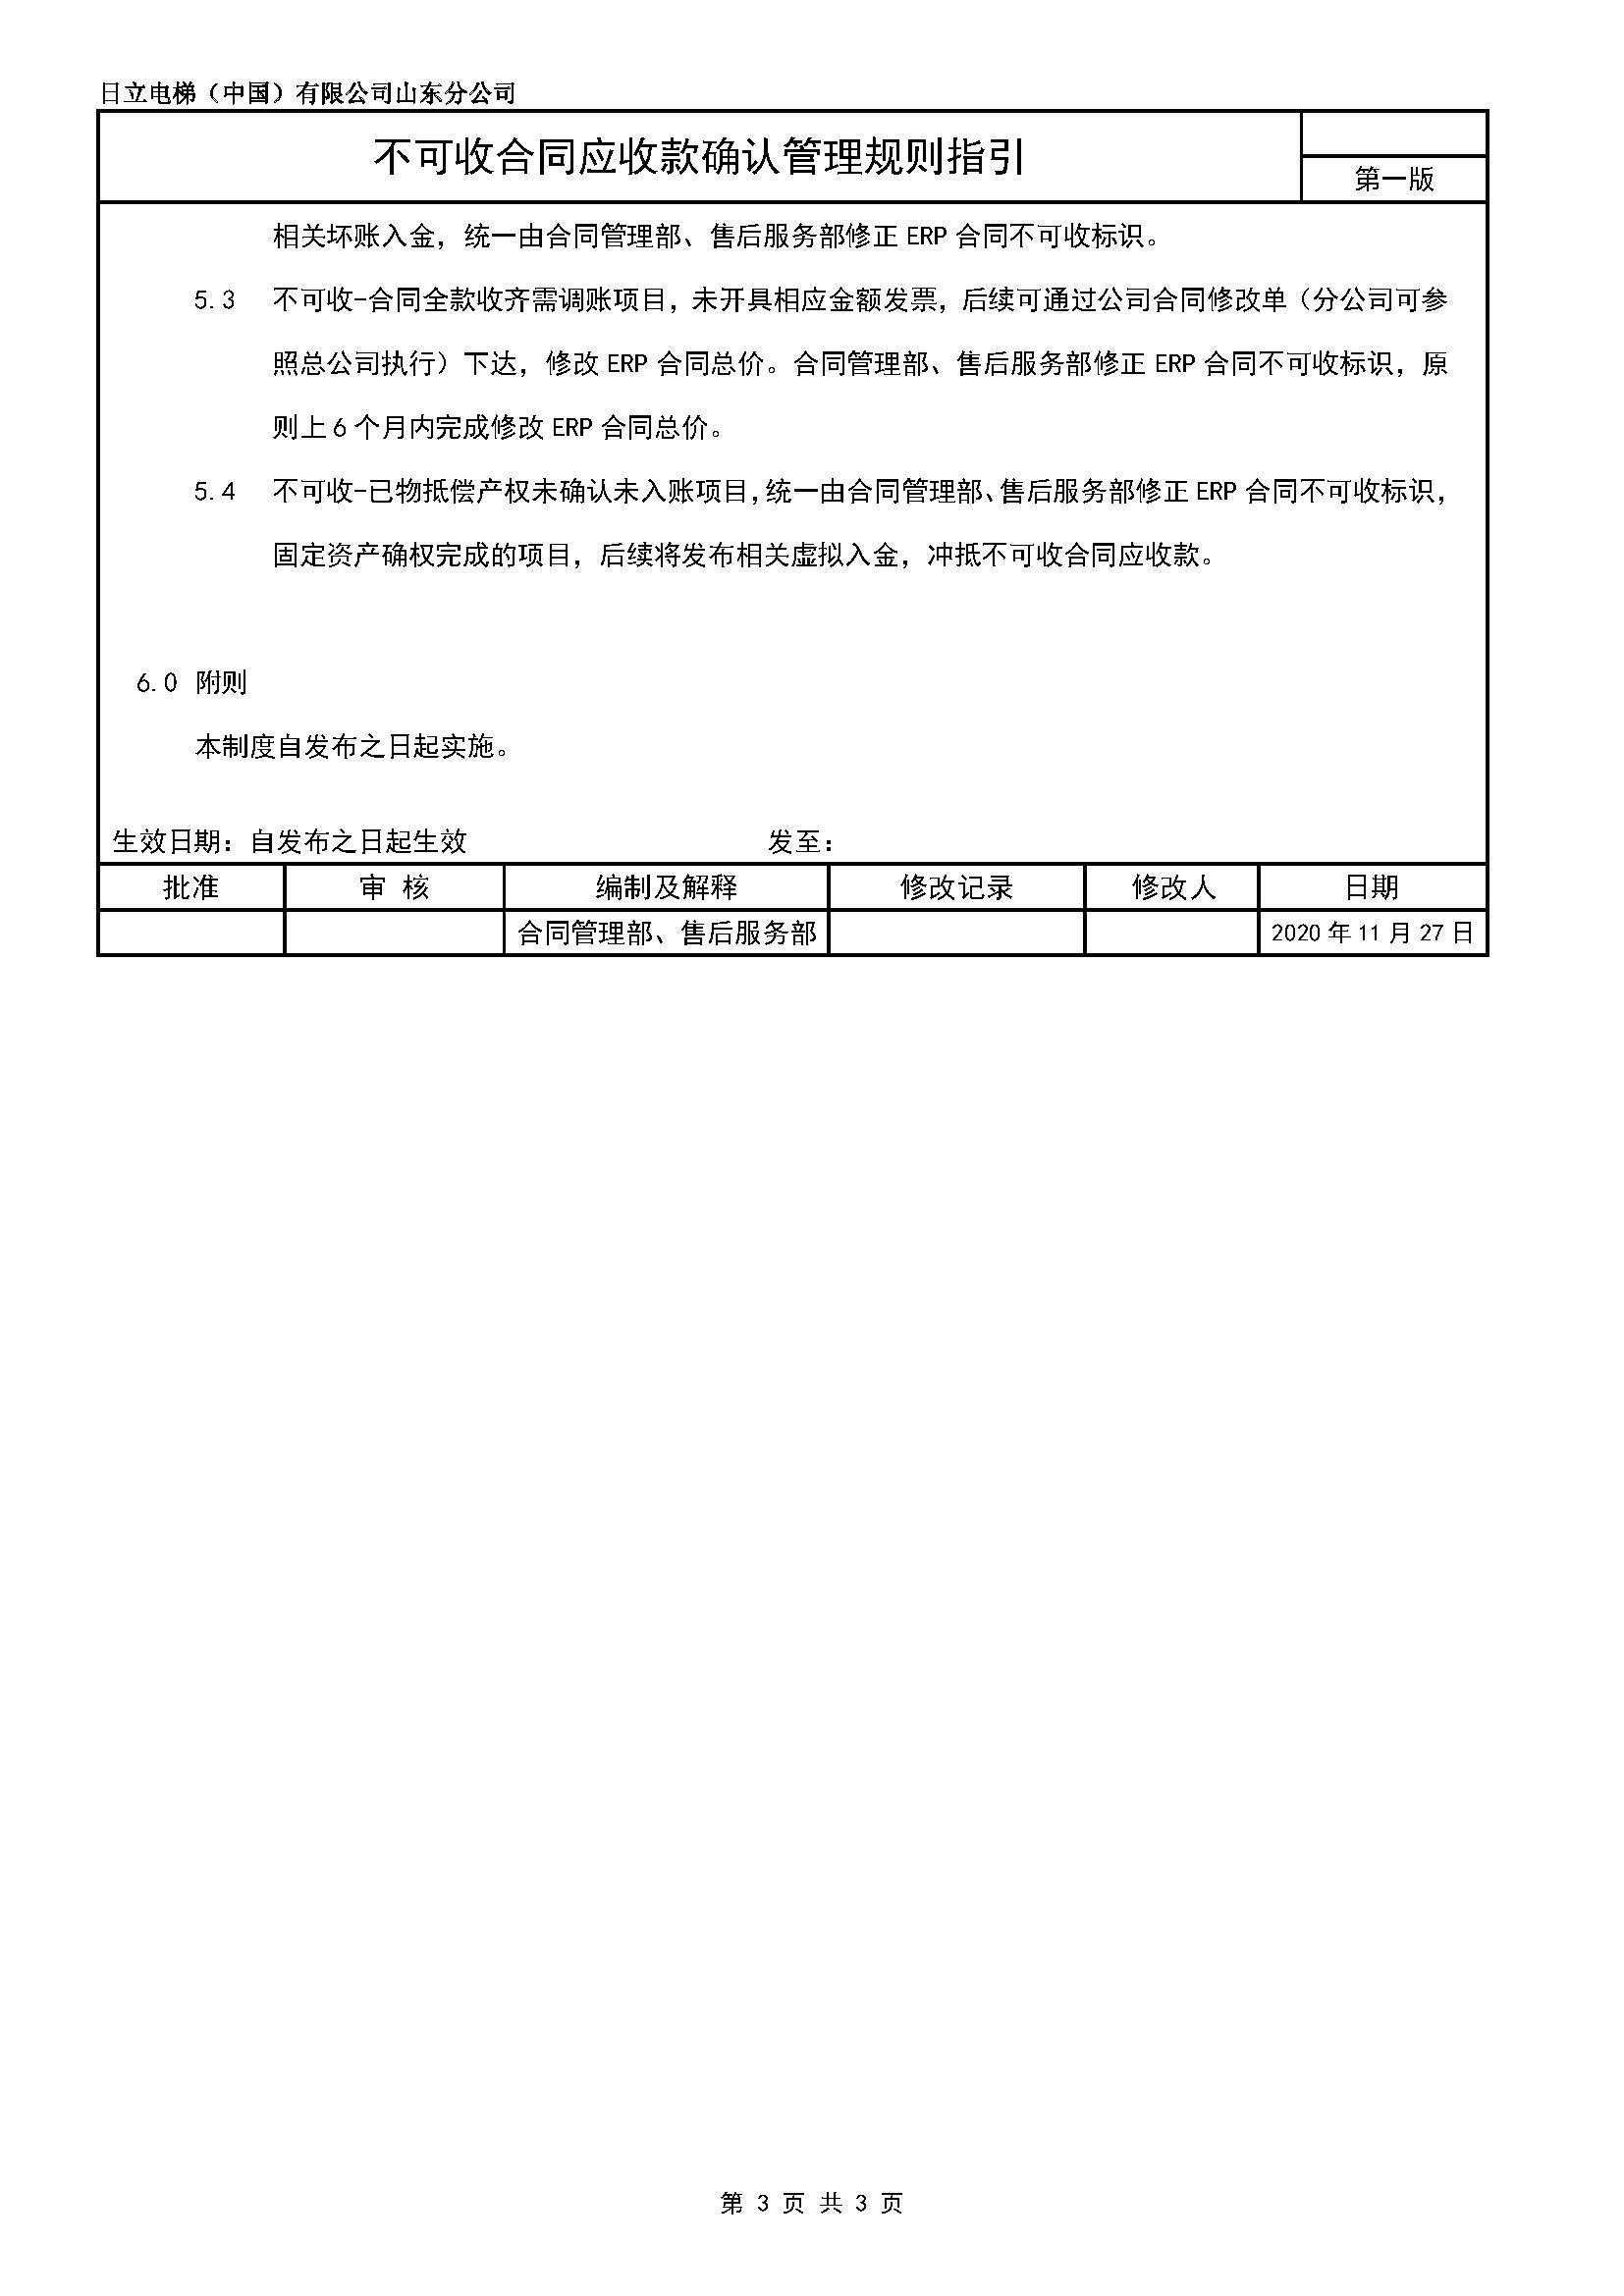 日立电梯（中国）有限公司山东分公司
不可收合同应收款确认管理规则指引
第一版
相关坏账入金，统一由合同管理部、售后服务部修正 ERP 合同不可收标识。
5.3 不可收-合同全款收齐需调账项目，未开具相应金额发票，后续可通过公司合同修改单（分公司可参
照总公司执行）下达，修改 ERP 合同总价。合同管理部、售后服务部修正 ERP 合同不可收标识，原
则上 6 个月内完成修改 ERP 合同总价。
5.4 不可收-已物抵偿产权未确认未入账项目，统一由合同管理部、售后服务部修正 ERP 合同不可收标识，
固定资产确权完成的项目，后续将发布相关虚拟入金，冲抵不可收合同应收款。
6.0 附则
本制度自发布之日起实施。
生效日期：自发布之日起生效 发至：
批准 审 核 编制及解释 修改记录 修改人 日期
合同管理部、售后服务部 2020 年 11 月 27 日
第 3 页 共 3 页